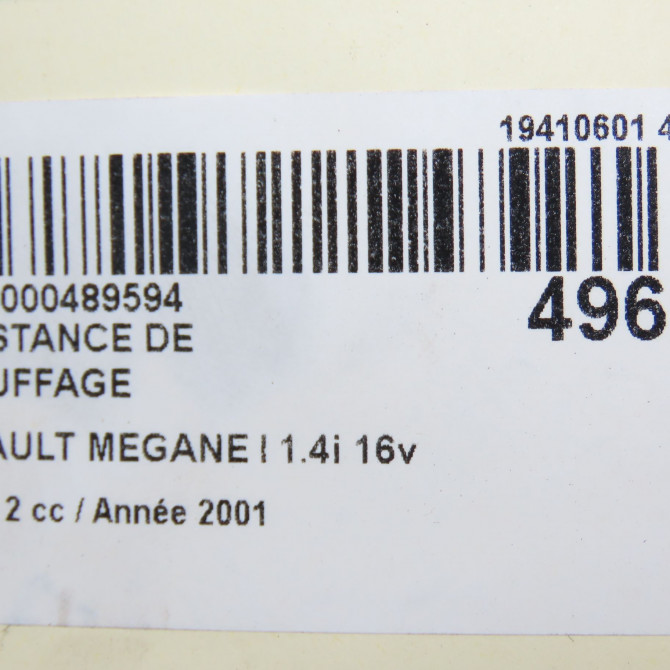 19410601 4
000489594
496
STANCE DE
UFFAGE
AULT MEGANE I 1.4i 16v
2 cc / Année 2001